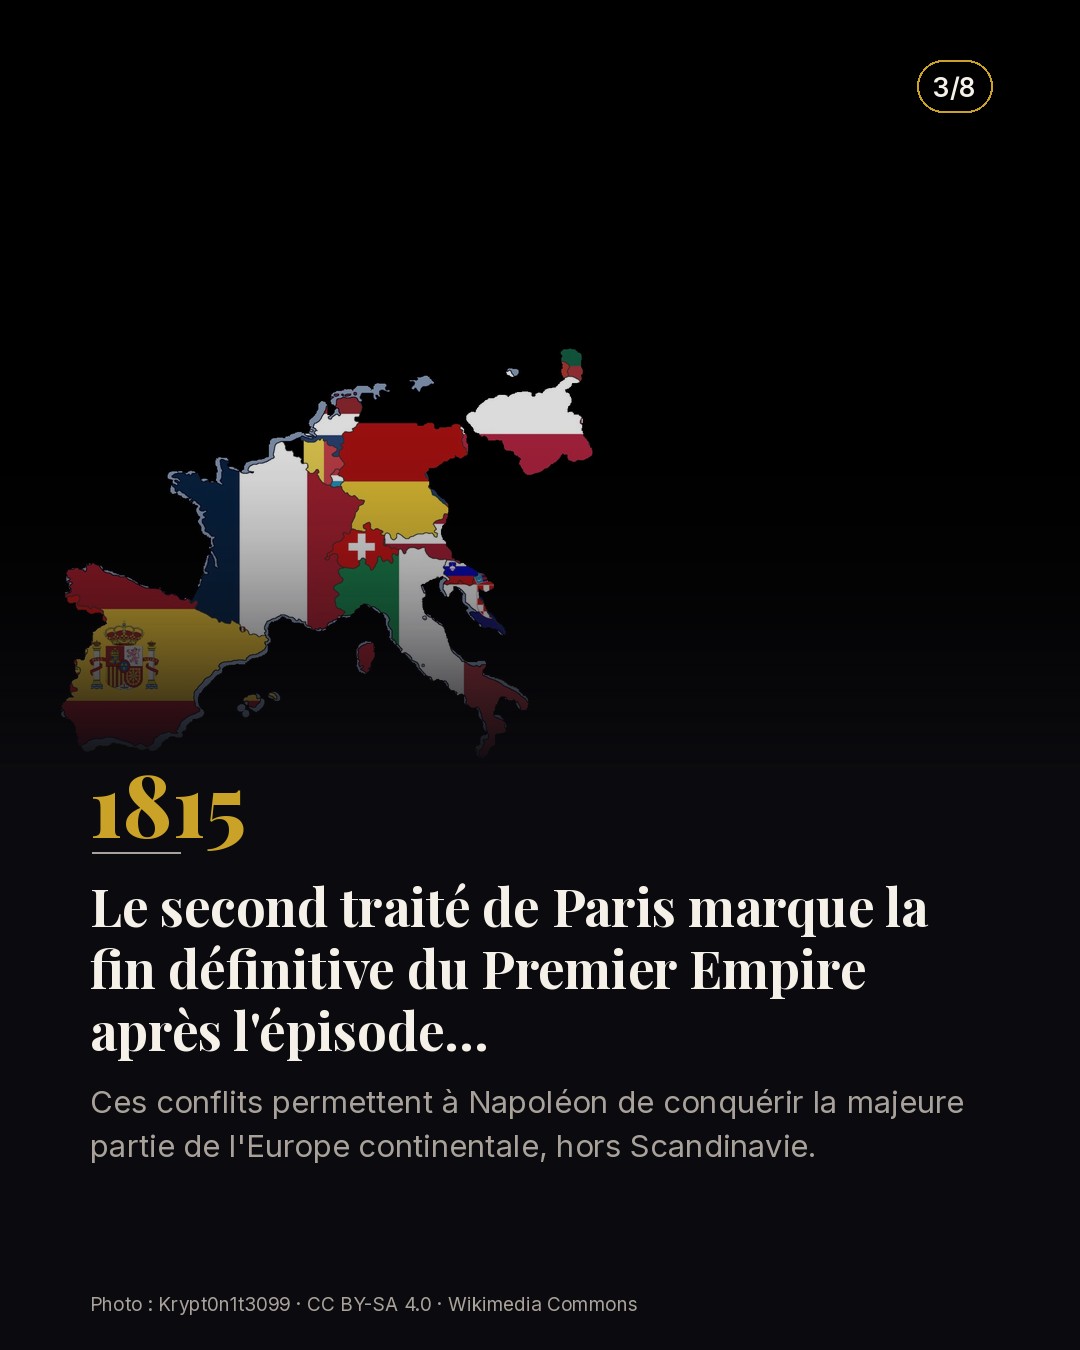 3/8
1815
Le second traité de Paris marque la
fin définitive du Premier Empire
après l'épisode...
Ces conflits permettent à Napoléon de conquérir la majeure
partie de l'Europe continentale, hors Scandinavie.
Photo : Krypt0n1t3099 · CC BY-SA 4.0 · Wikimedia Commons